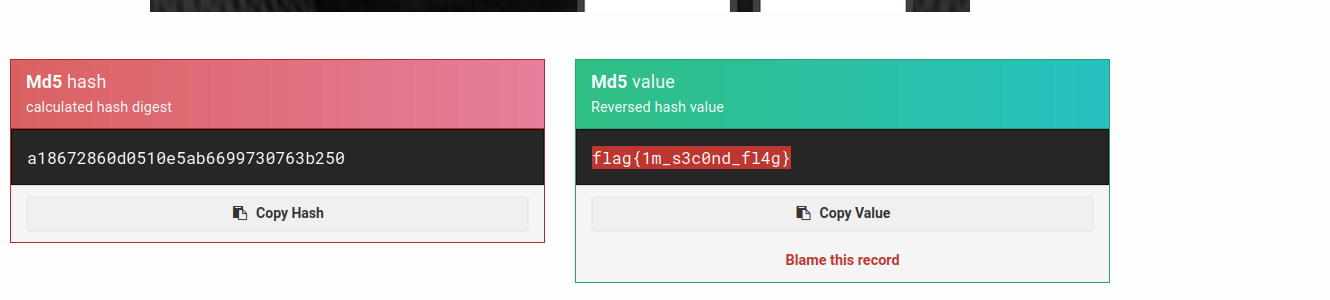 Md5 hash
calculated hash digest
a18672860d0510e5ab6699730763b250
Copy Hash
Md5 value
Reversed hash value
flag{1m_s3c0nd_fl4g}
Copy Value
Blame this record